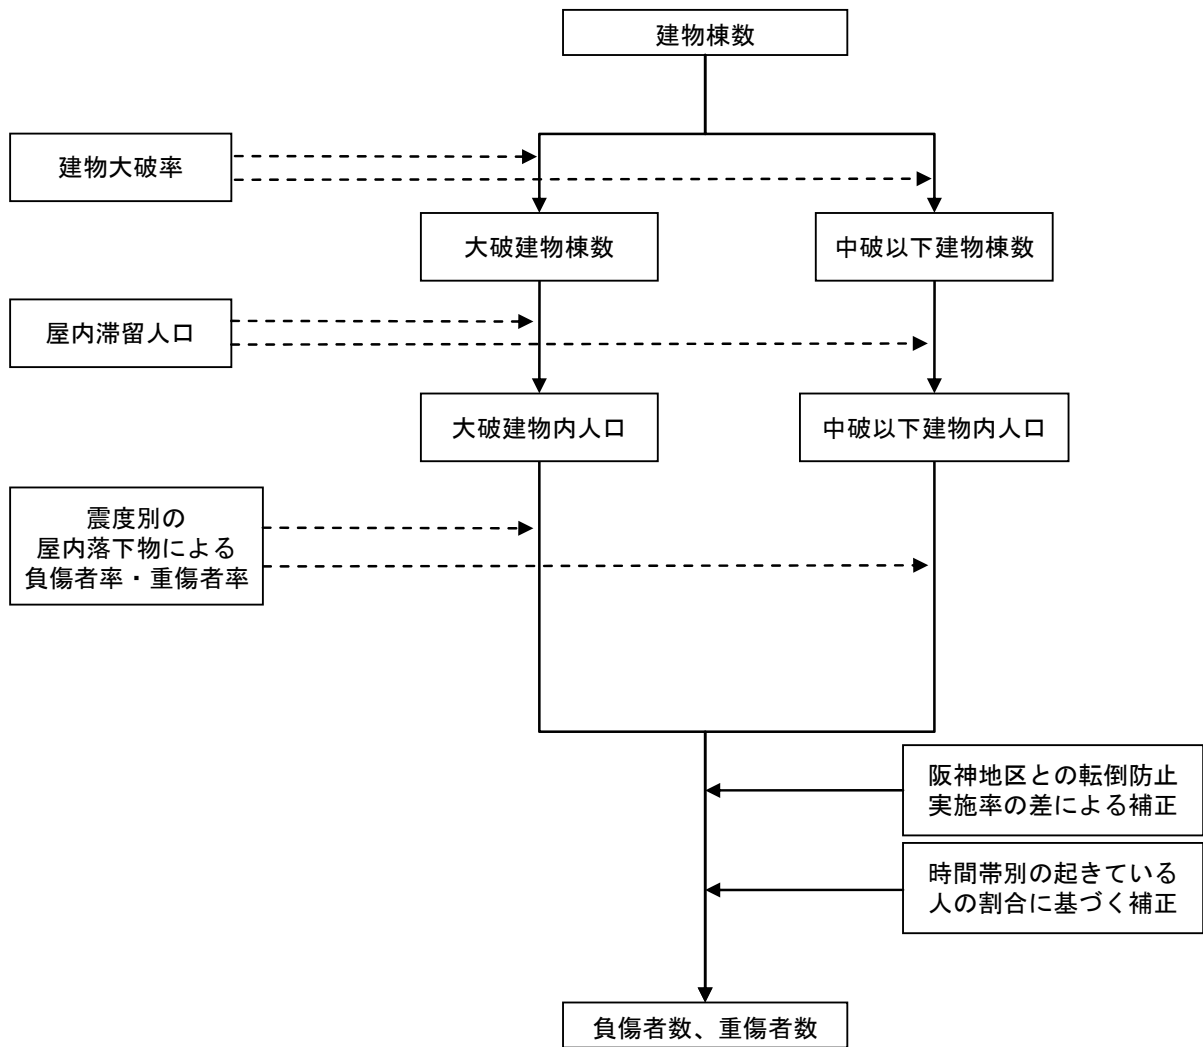 建物棟数
建物大破率
大破建物棟数
中破以下建物棟数
屋内滞留人口
大破建物内人口
中破以下建物内人口
震度別の
屋内落下物による
負傷者率・重傷者率
阪神地区との転倒防止
実施率の差による補正
時間帯別の起きている
人の割合に基づく補正
負傷者数、重傷者数